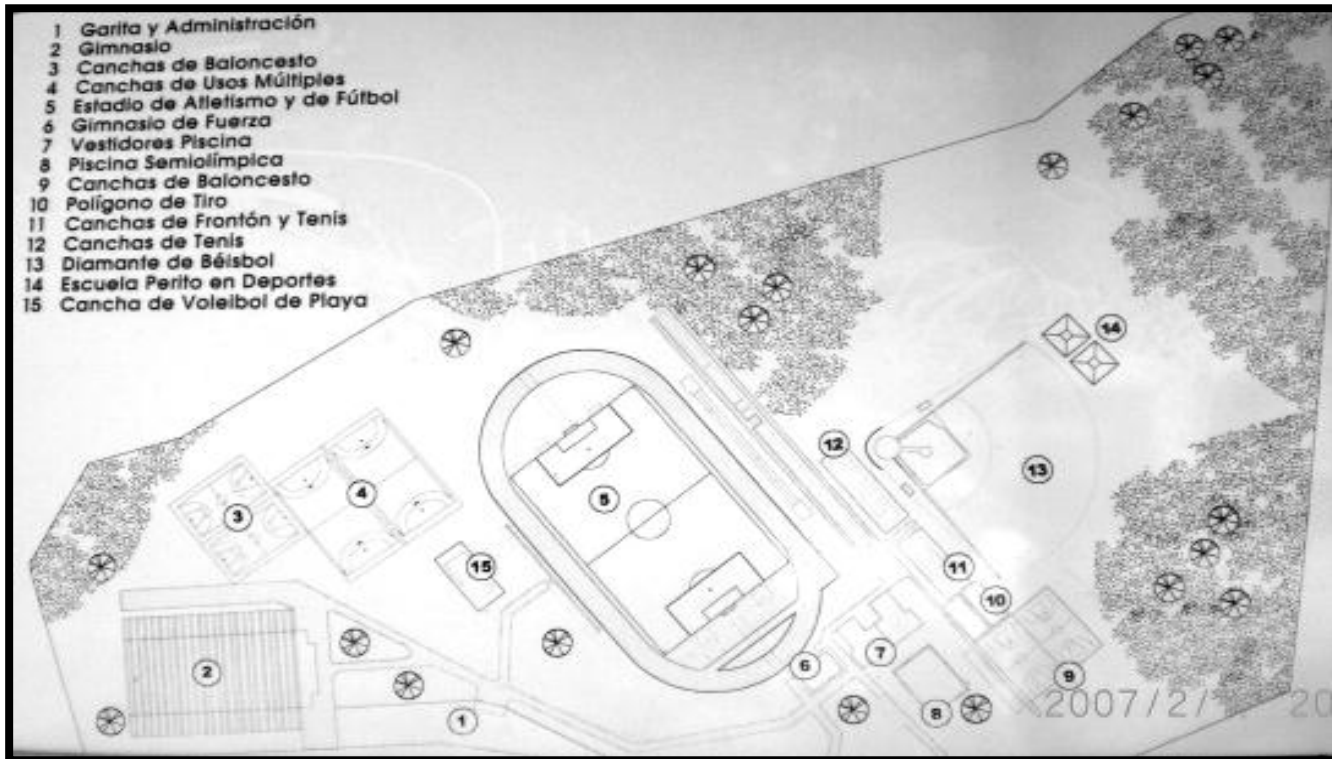 1 Garita y Administración
2 Gimnasio
3 Canchas de Baloncesto
4 Canchas de Usos Múltiples
5 Estadio de Atletismo y de Fútbol
6 Gimnasio de Fuerza
7 Vestidores Piscina
8 Piscina Semiolímpica
9 Canchas de Baloncesto
10 Polígono de Tiro
11 Canchas de Frontón y Tenis
12 Canchas de Tenis
13 Diamante de Béisbol
14 Escuela Perito en Deportes
15 Cancha de Voleibol de Playa
14
12
5
13
4
3
15
11
10
7
6
2
9
8
1
2007/2/